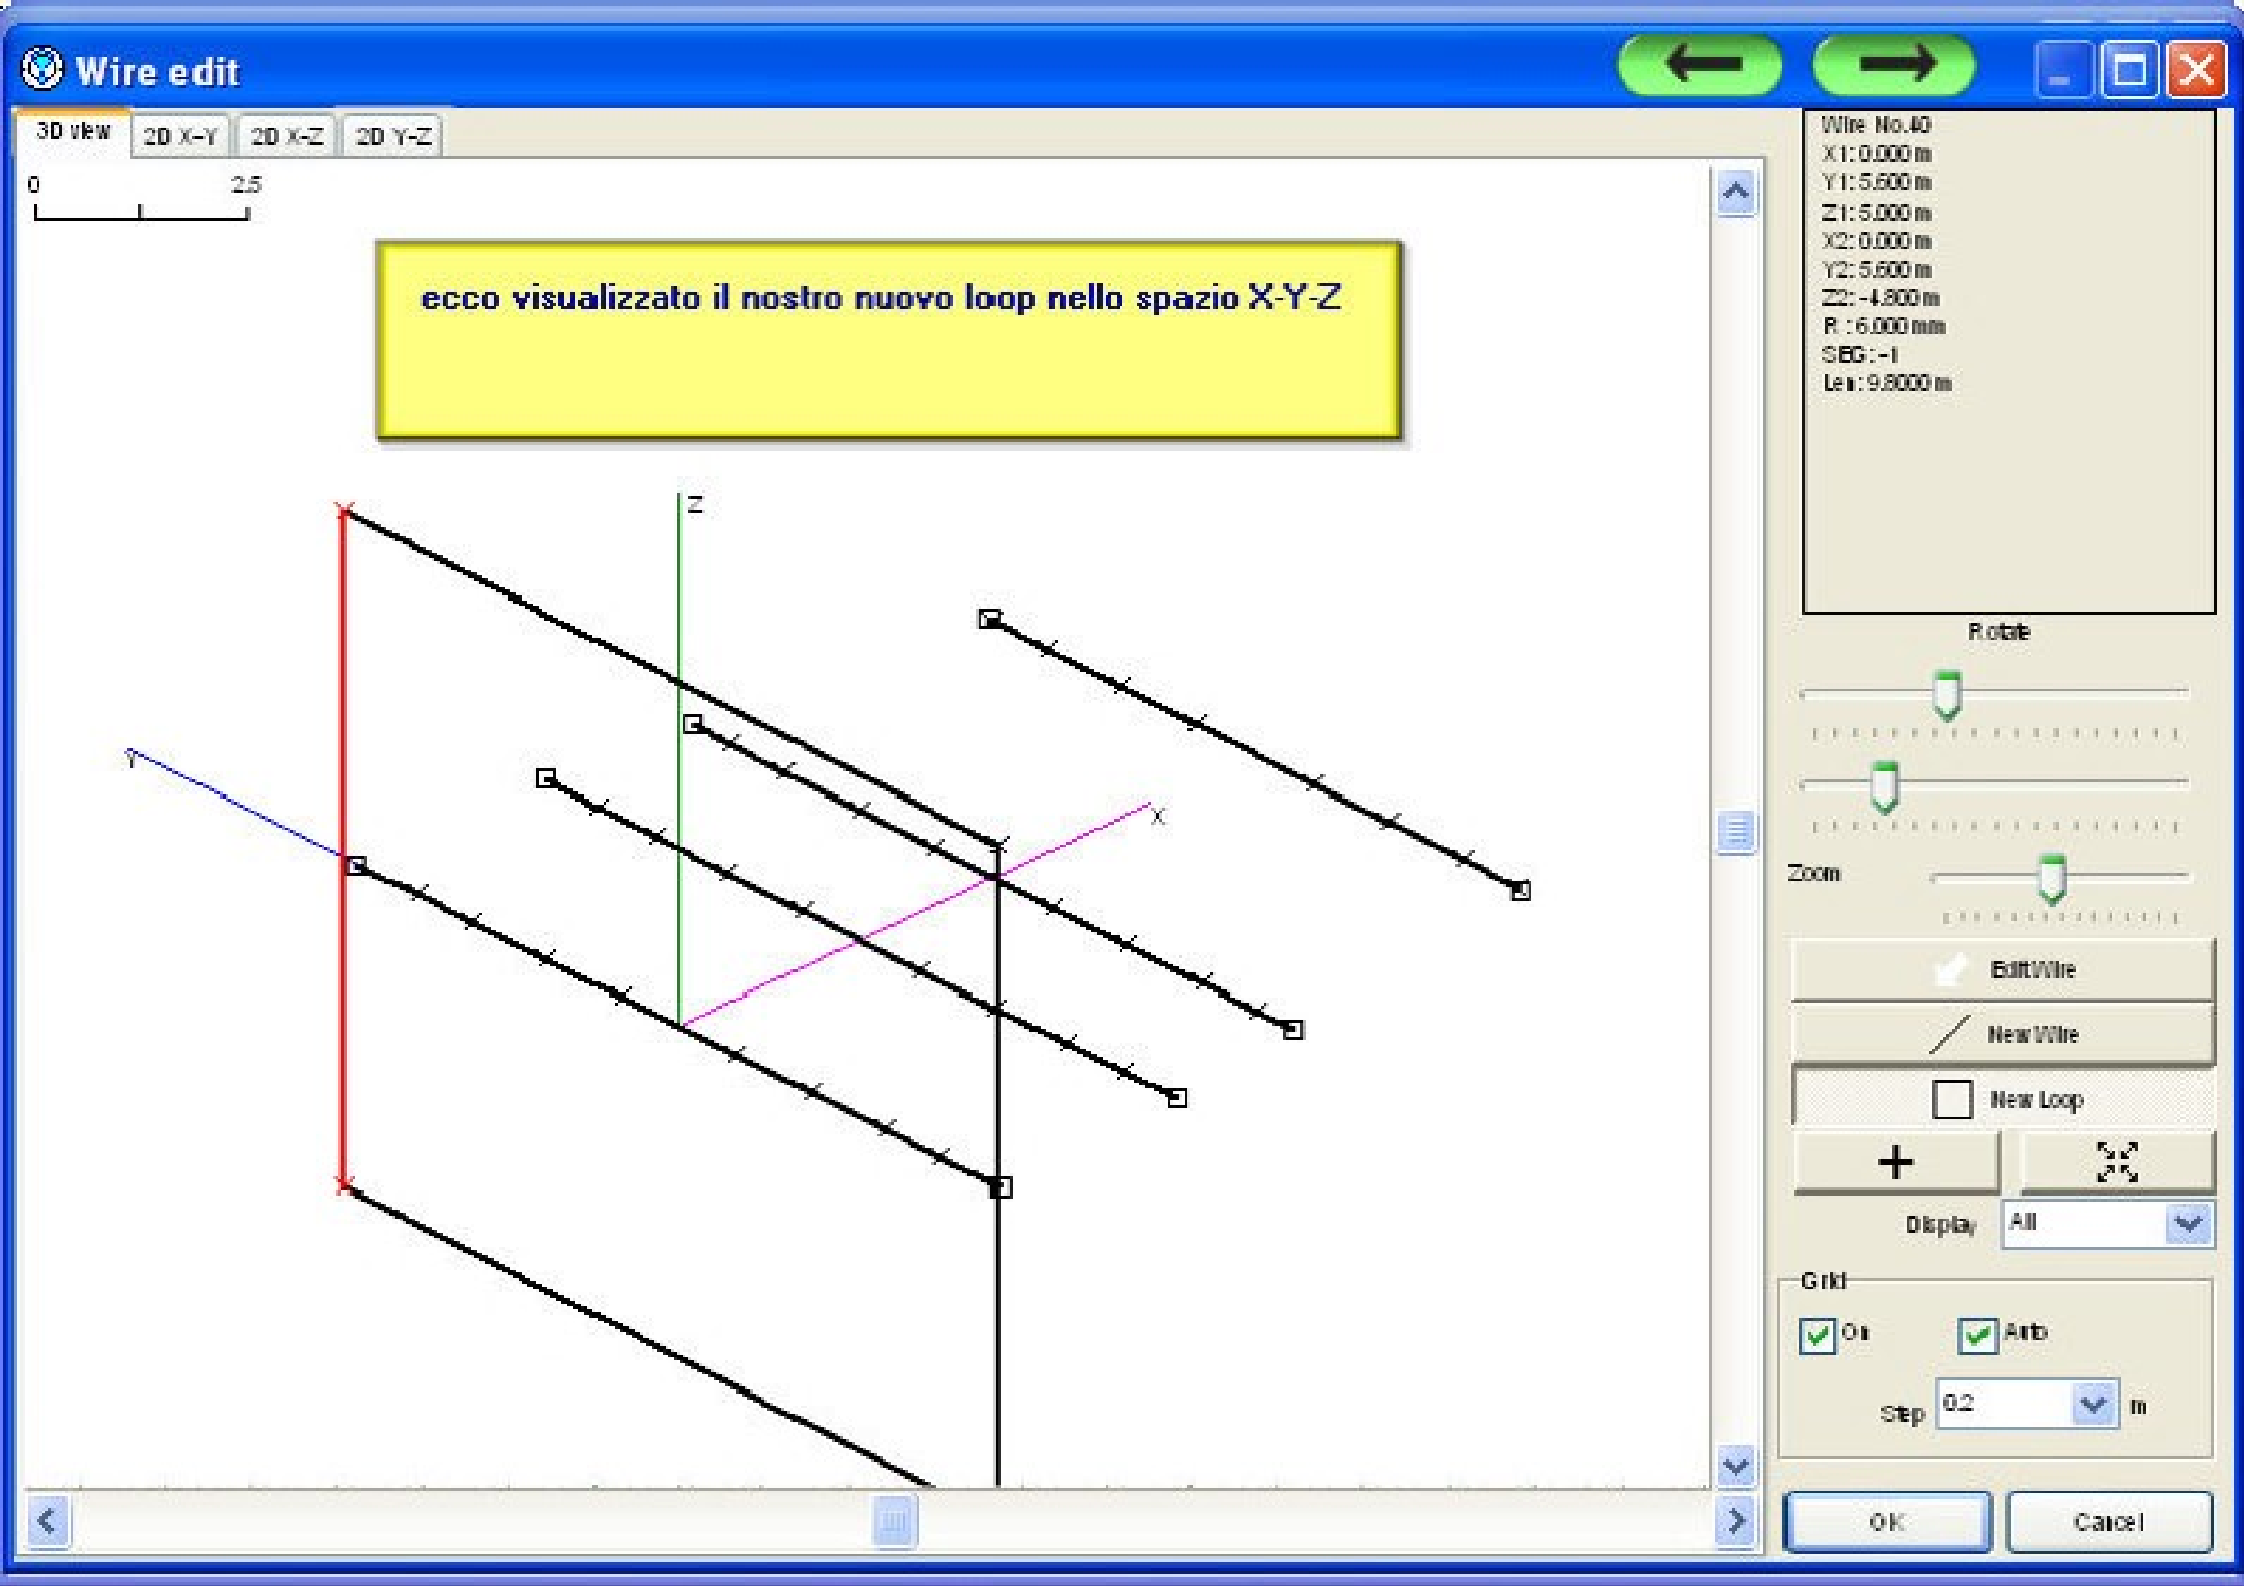 Wire edit
3D view
2D X-Y
2D X-Z
2D Y-Z
0
2.5
ecco visualizzato il nostro nuovo loop nello spazio X-Y-Z
Z
Y
X
Wire No.40
X1:0.000 m
Y1:5.600 m
Z1:5.000 m
X2:0.000 m
Y2:5.600 m
Z2:-4.800 m
R :6.000 mm
SEG:-1
Len:9.8000 m
Rotate
Zoom
Edit Wire
New Wire
New Loop
Display All
Grid
On
Auto
Step 0.2 m
OK
Cancel